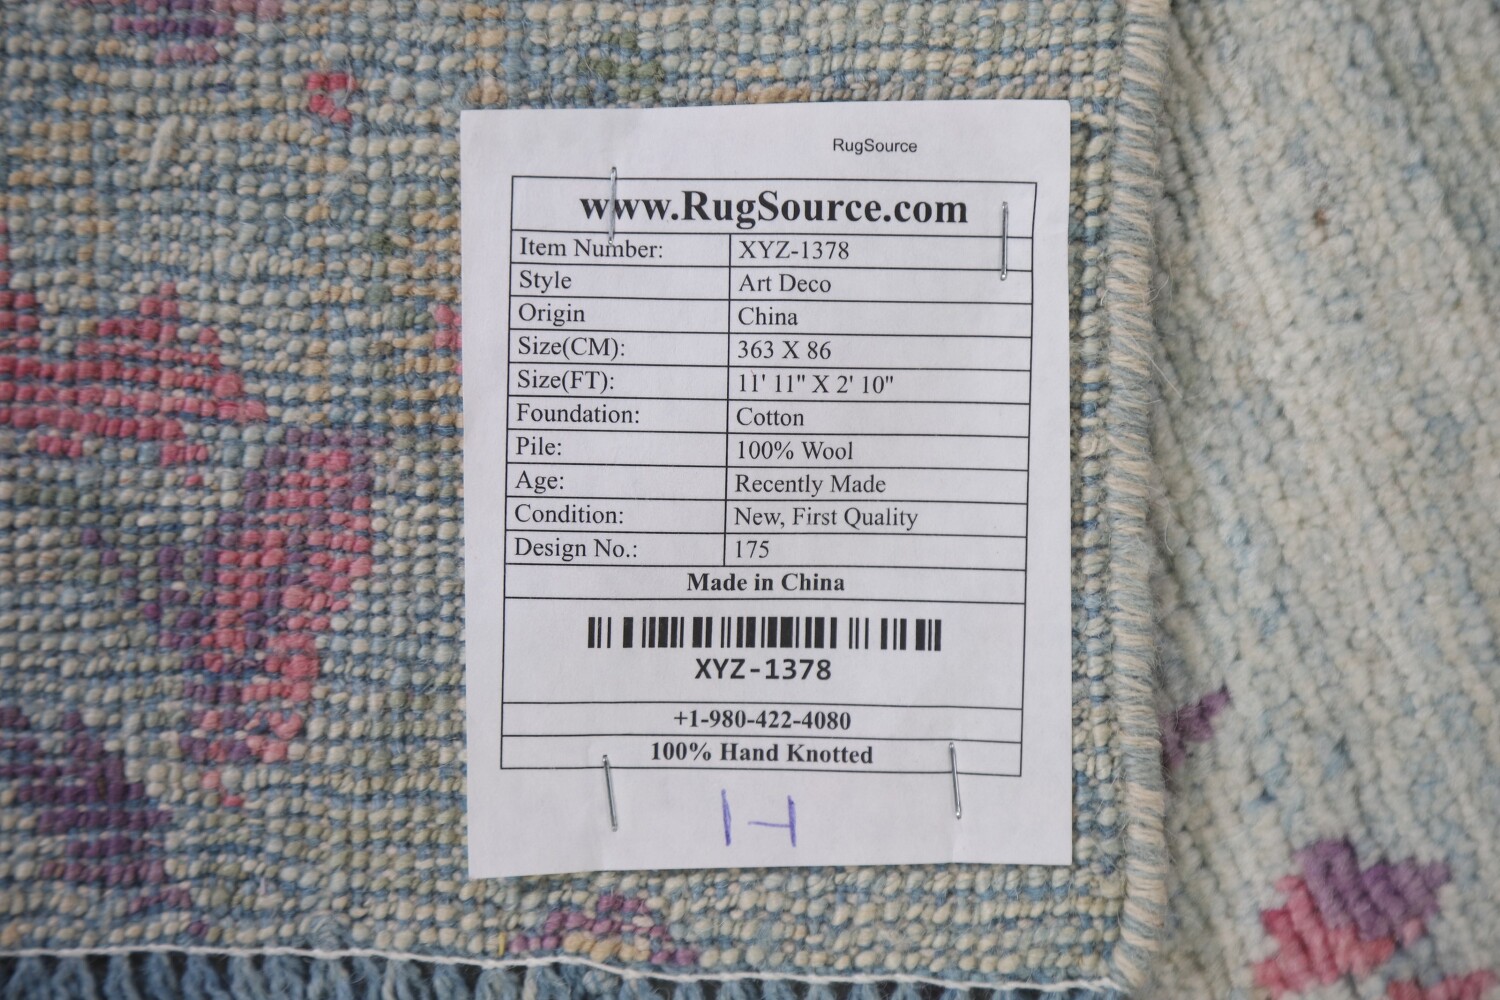 RugSource
www.RugSource.com
Item Number: XYZ-1378
Style Art Deco
Origin China
Size(CM): 363 X 86
Size(FT): 11' 11" X 2' 10"
Foundation: Cotton
Pile: 100% Wool
Age: Recently Made
Condition: New, First Quality
Design No.: 175
Made in China
XYZ-1378
+1-980-422-4080
100% Hand Knotted